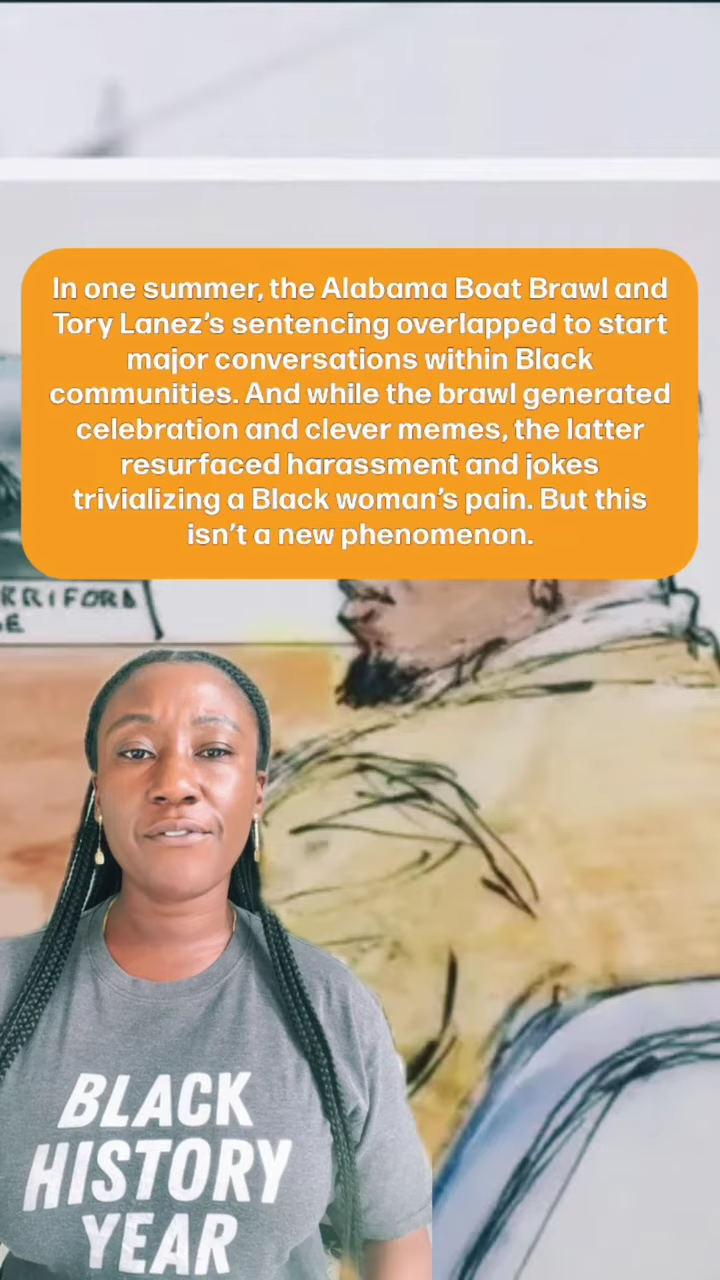 In one summer, the Alabama Boat Brawl and
Tory Lanez's sentencing overlapped to start
major conversations within Black
communities. And while the brawl generated
celebration and clever memes, the latter
resurfaced harassment and jokes
trivializing a Black woman's pain. But this
isn't a new phenomenon.
BLACK
HISTORY
YEAR